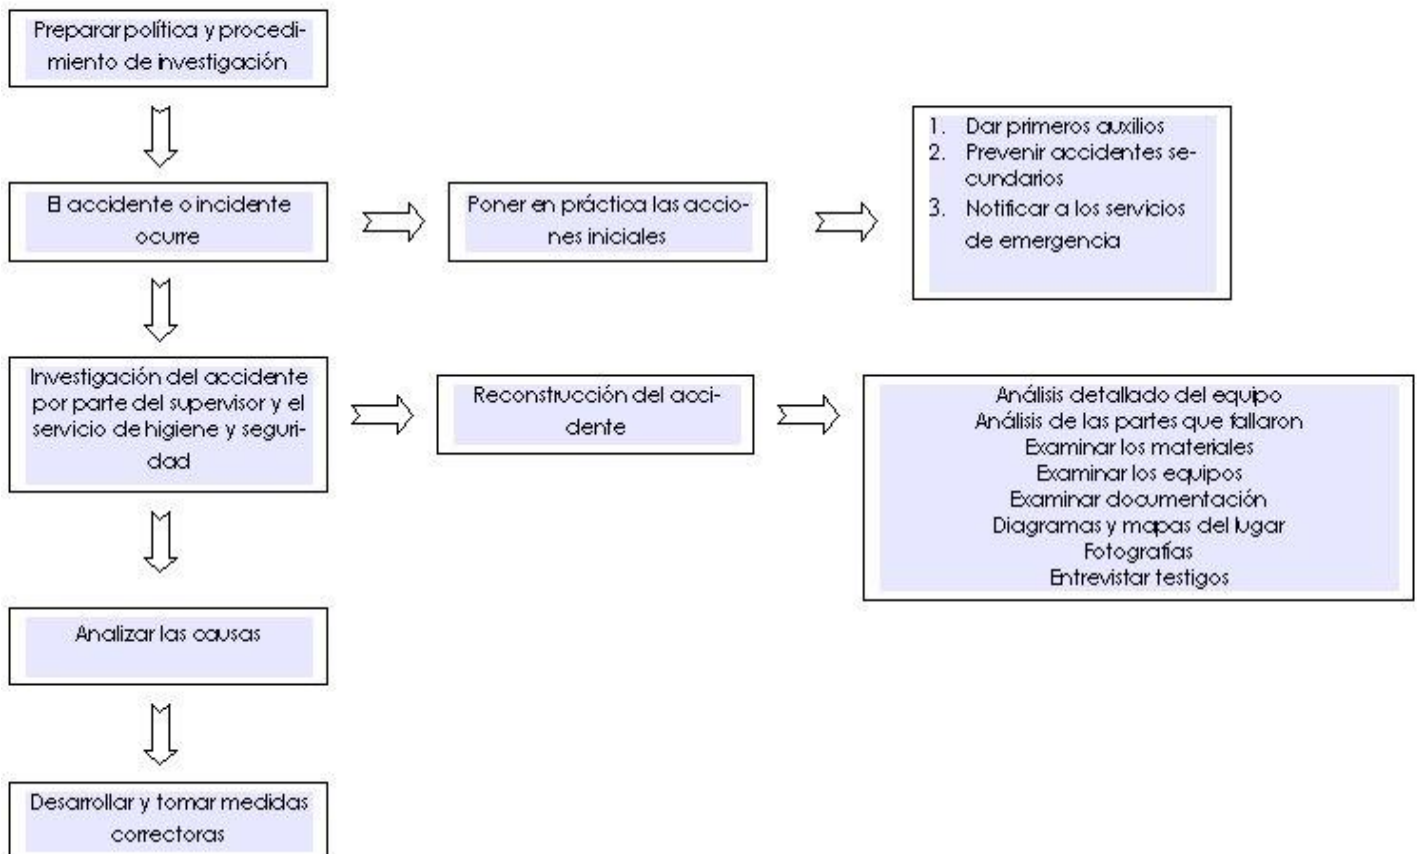 Preparar política y procedi-
miento de investigación
El accidente o incidente
ocurre
Poner en práctica las accio-
nes iniciales
1. Dar primeros auxilios
2. Prevenir accidentes se-
cundarios
3. Notificar a los servicios
de emergencia
Investigación del accidente
por parte del supervisor y el
servicio de higiene y seguri-
dad
Reconstrucción del acci-
dente
Análisis detallado del equipo
Análisis de las partes que fallaron
Examinar los materiales
Examinar los equipos
Examinar documentación
Diagramas y mapas del lugar
Fotografías
Entrevistar testigos
Analizar las causas
Desarrollar y tomar medidas
correctoras